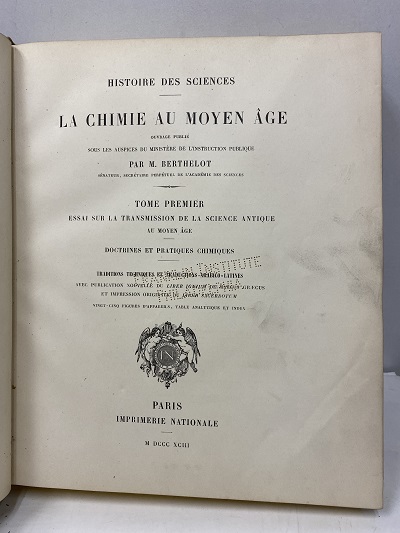 HISTOIRE DES SCIENCES
LA CHIMIE AU MOYEN ÂGE
OUVRAGE PUBLIÉ
SOUS LES AUSPICES DU MINISTÈRE DE L'INSTRUCTION PUBLIQUE
PAR M. BERTHELOT
SÉNATEUR, SECRÉTAIRE PERPÉTUEL DE L'ACADÉMIE DES SCIENCES
TOME PREMIER
ESSAI SUR LA TRANSMISSION DE LA SCIENCE ANTIQUE
AU MOYEN ÂGE
DOCTRINES ET PRATIQUES CHIMIQUES
TRADITIONS TECHNIQUES ET TRADUCTIONS ARABICO-LATINES
FRANKLIN INSTITUTE
AVEC PUBLICATION NOUVELLE DU LIBER IGNIUM DE MARCUS GRÆCUS
ET IMPRESSION ORIGINALE DU LIBER SACERDOTUM
VINGT-CINQ FIGURES D'APPAREILS, TABLE ANALYTIQUE ET INDEX
IN
PARIS
IMPRIMERIE NATIONALE
M DCCC XCIII